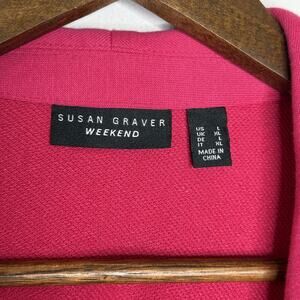 SUSAN GRAVER
WEEKEND
US L
UK XL
DE L
IT XL
MADE IN
CHINA